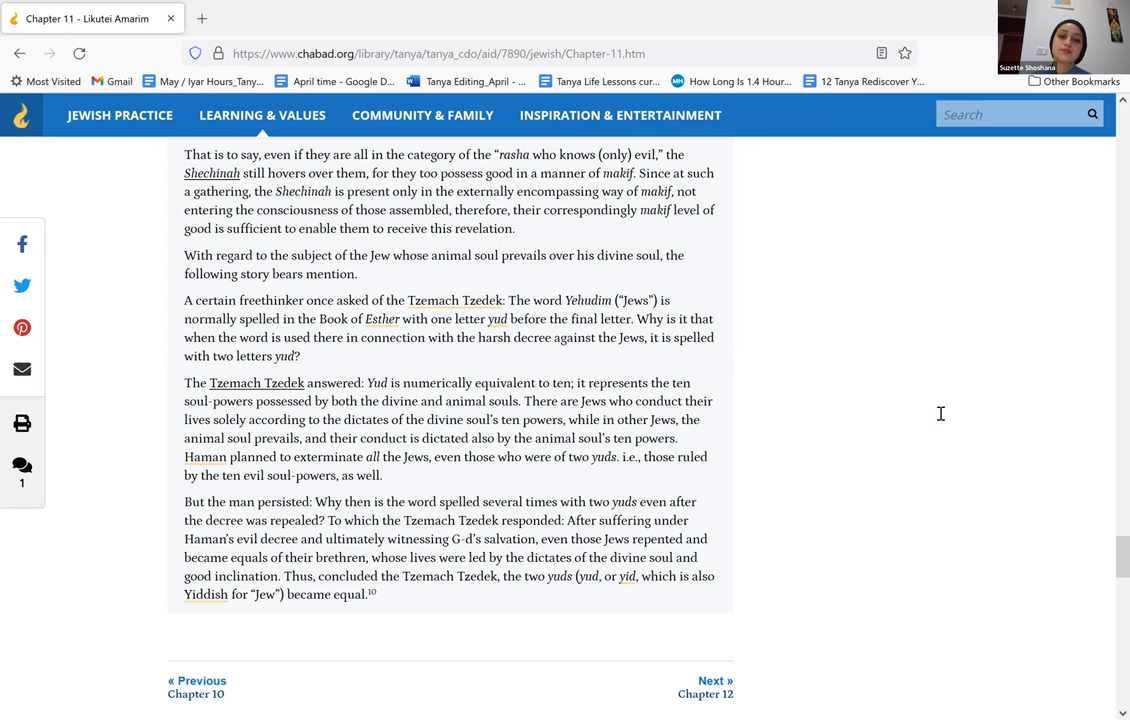 Chapter 11 - Likutei Amarim
https://www.chabad.org/library/tanya/tanya_cdo/aid/7890/jewish/Chapter-11.htm
Suzette Shoshana
Most Visited Gmail May / Iyar Hours_Tany... April time - Google D... Tanya Editing_April - ... Tanya Life Lessons cur... How Long Is 1.4 Hour... 12 Tanya Rediscover Y... Other Bookmarks
JEWISH PRACTICE LEARNING & VALUES COMMUNITY & FAMILY INSPIRATION & ENTERTAINMENT Search
That is to say, even if they are all in the category of the “rasha who knows (only) evil,” the
Shechinah still hovers over them, for they too possess good in a manner of makif. Since at such
a gathering, the Shechinah is present only in the externally encompassing way of makif, not
entering the consciousness of those assembled, therefore, their correspondingly makif level of
good is sufficient to enable them to receive this revelation.
With regard to the subject of the Jew whose animal soul prevails over his divine soul, the
following story bears mention.
A certain freethinker once asked of the Tzemach Tzedek: The word Yehudim (“Jews”) is
normally spelled in the Book of Esther with one letter yud before the final letter. Why is it that
when the word is used there in connection with the harsh decree against the Jews, it is spelled
with two letters yud?
The Tzemach Tzedek answered: Yud is numerically equivalent to ten; it represents the ten
soul-powers possessed by both the divine and animal souls. There are Jews who conduct their
lives solely according to the dictates of the divine soul’s ten powers, while in other Jews, the
animal soul prevails, and their conduct is dictated also by the animal soul’s ten powers.
Haman planned to exterminate all the Jews, even those who were of two yuds. i.e., those ruled
by the ten evil soul-powers, as well.
But the man persisted: Why then is the word spelled several times with two yuds even after
the decree was repealed? To which the Tzemach Tzedek responded: After suffering under
Haman’s evil decree and ultimately witnessing G-d’s salvation, even those Jews repented and
became equals of their brethren, whose lives were led by the dictates of the divine soul and
good inclination. Thus, concluded the Tzemach Tzedek, the two yuds (yud, or yid, which is also
Yiddish for “Jew”) became equal.10
1
« Previous Next »
Chapter 10 Chapter 12